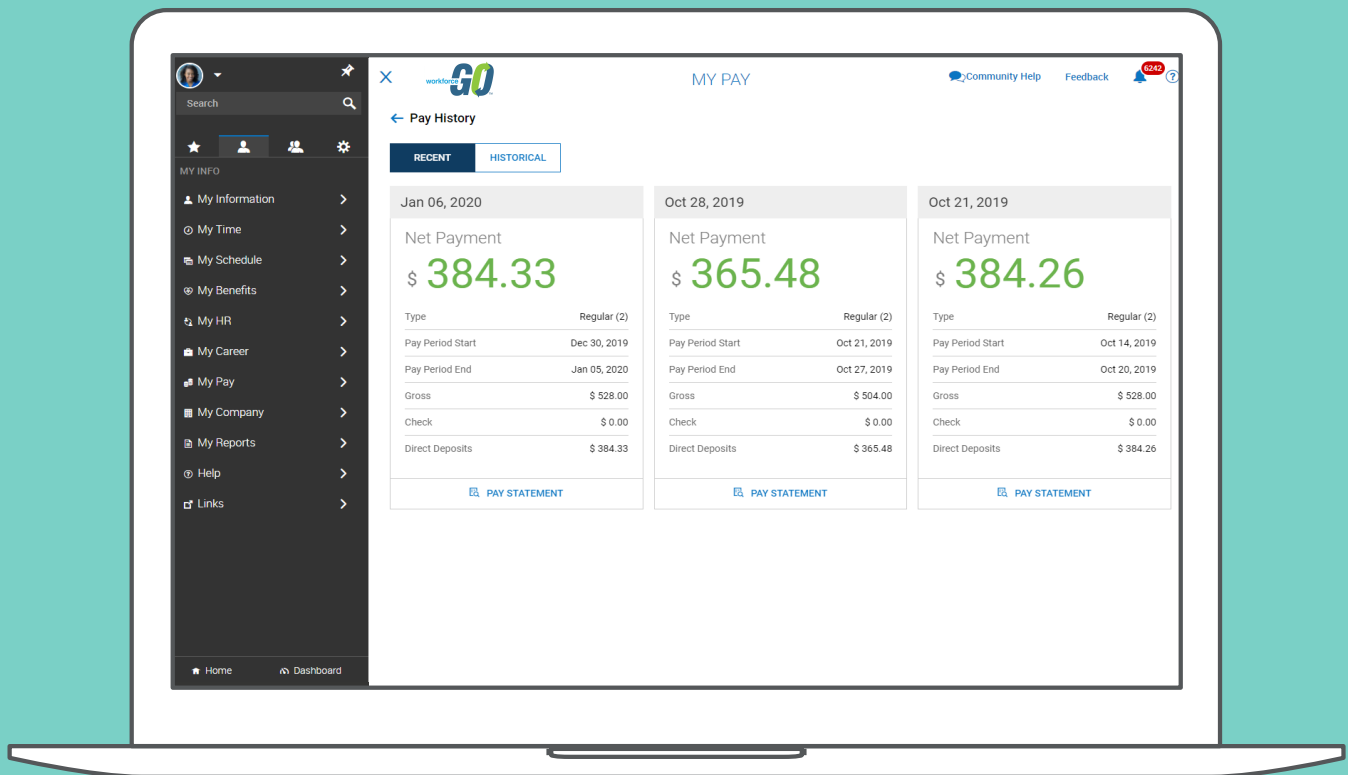 workforce GO
MY PAY
Community Help
Feedback
6242
?
Search
Pay History
RECENT
HISTORICAL
MY INFO
My Information
My Time
My Schedule
My Benefits
My HR
My Career
My Pay
My Company
My Reports
Help
Links
Home
Dashboard
Jan 06, 2020
Net Payment
$ 384.33
Type Regular (2)
Pay Period Start Dec 30, 2019
Pay Period End Jan 05, 2020
Gross $ 528.00
Check $ 0.00
Direct Deposits $ 384.33
PAY STATEMENT
Oct 28, 2019
Net Payment
$ 365.48
Type Regular (2)
Pay Period Start Oct 21, 2019
Pay Period End Oct 27, 2019
Gross $ 504.00
Check $ 0.00
Direct Deposits $ 365.48
PAY STATEMENT
Oct 21, 2019
Net Payment
$ 384.26
Type Regular (2)
Pay Period Start Oct 14, 2019
Pay Period End Oct 20, 2019
Gross $ 528.00
Check $ 0.00
Direct Deposits $ 384.26
PAY STATEMENT